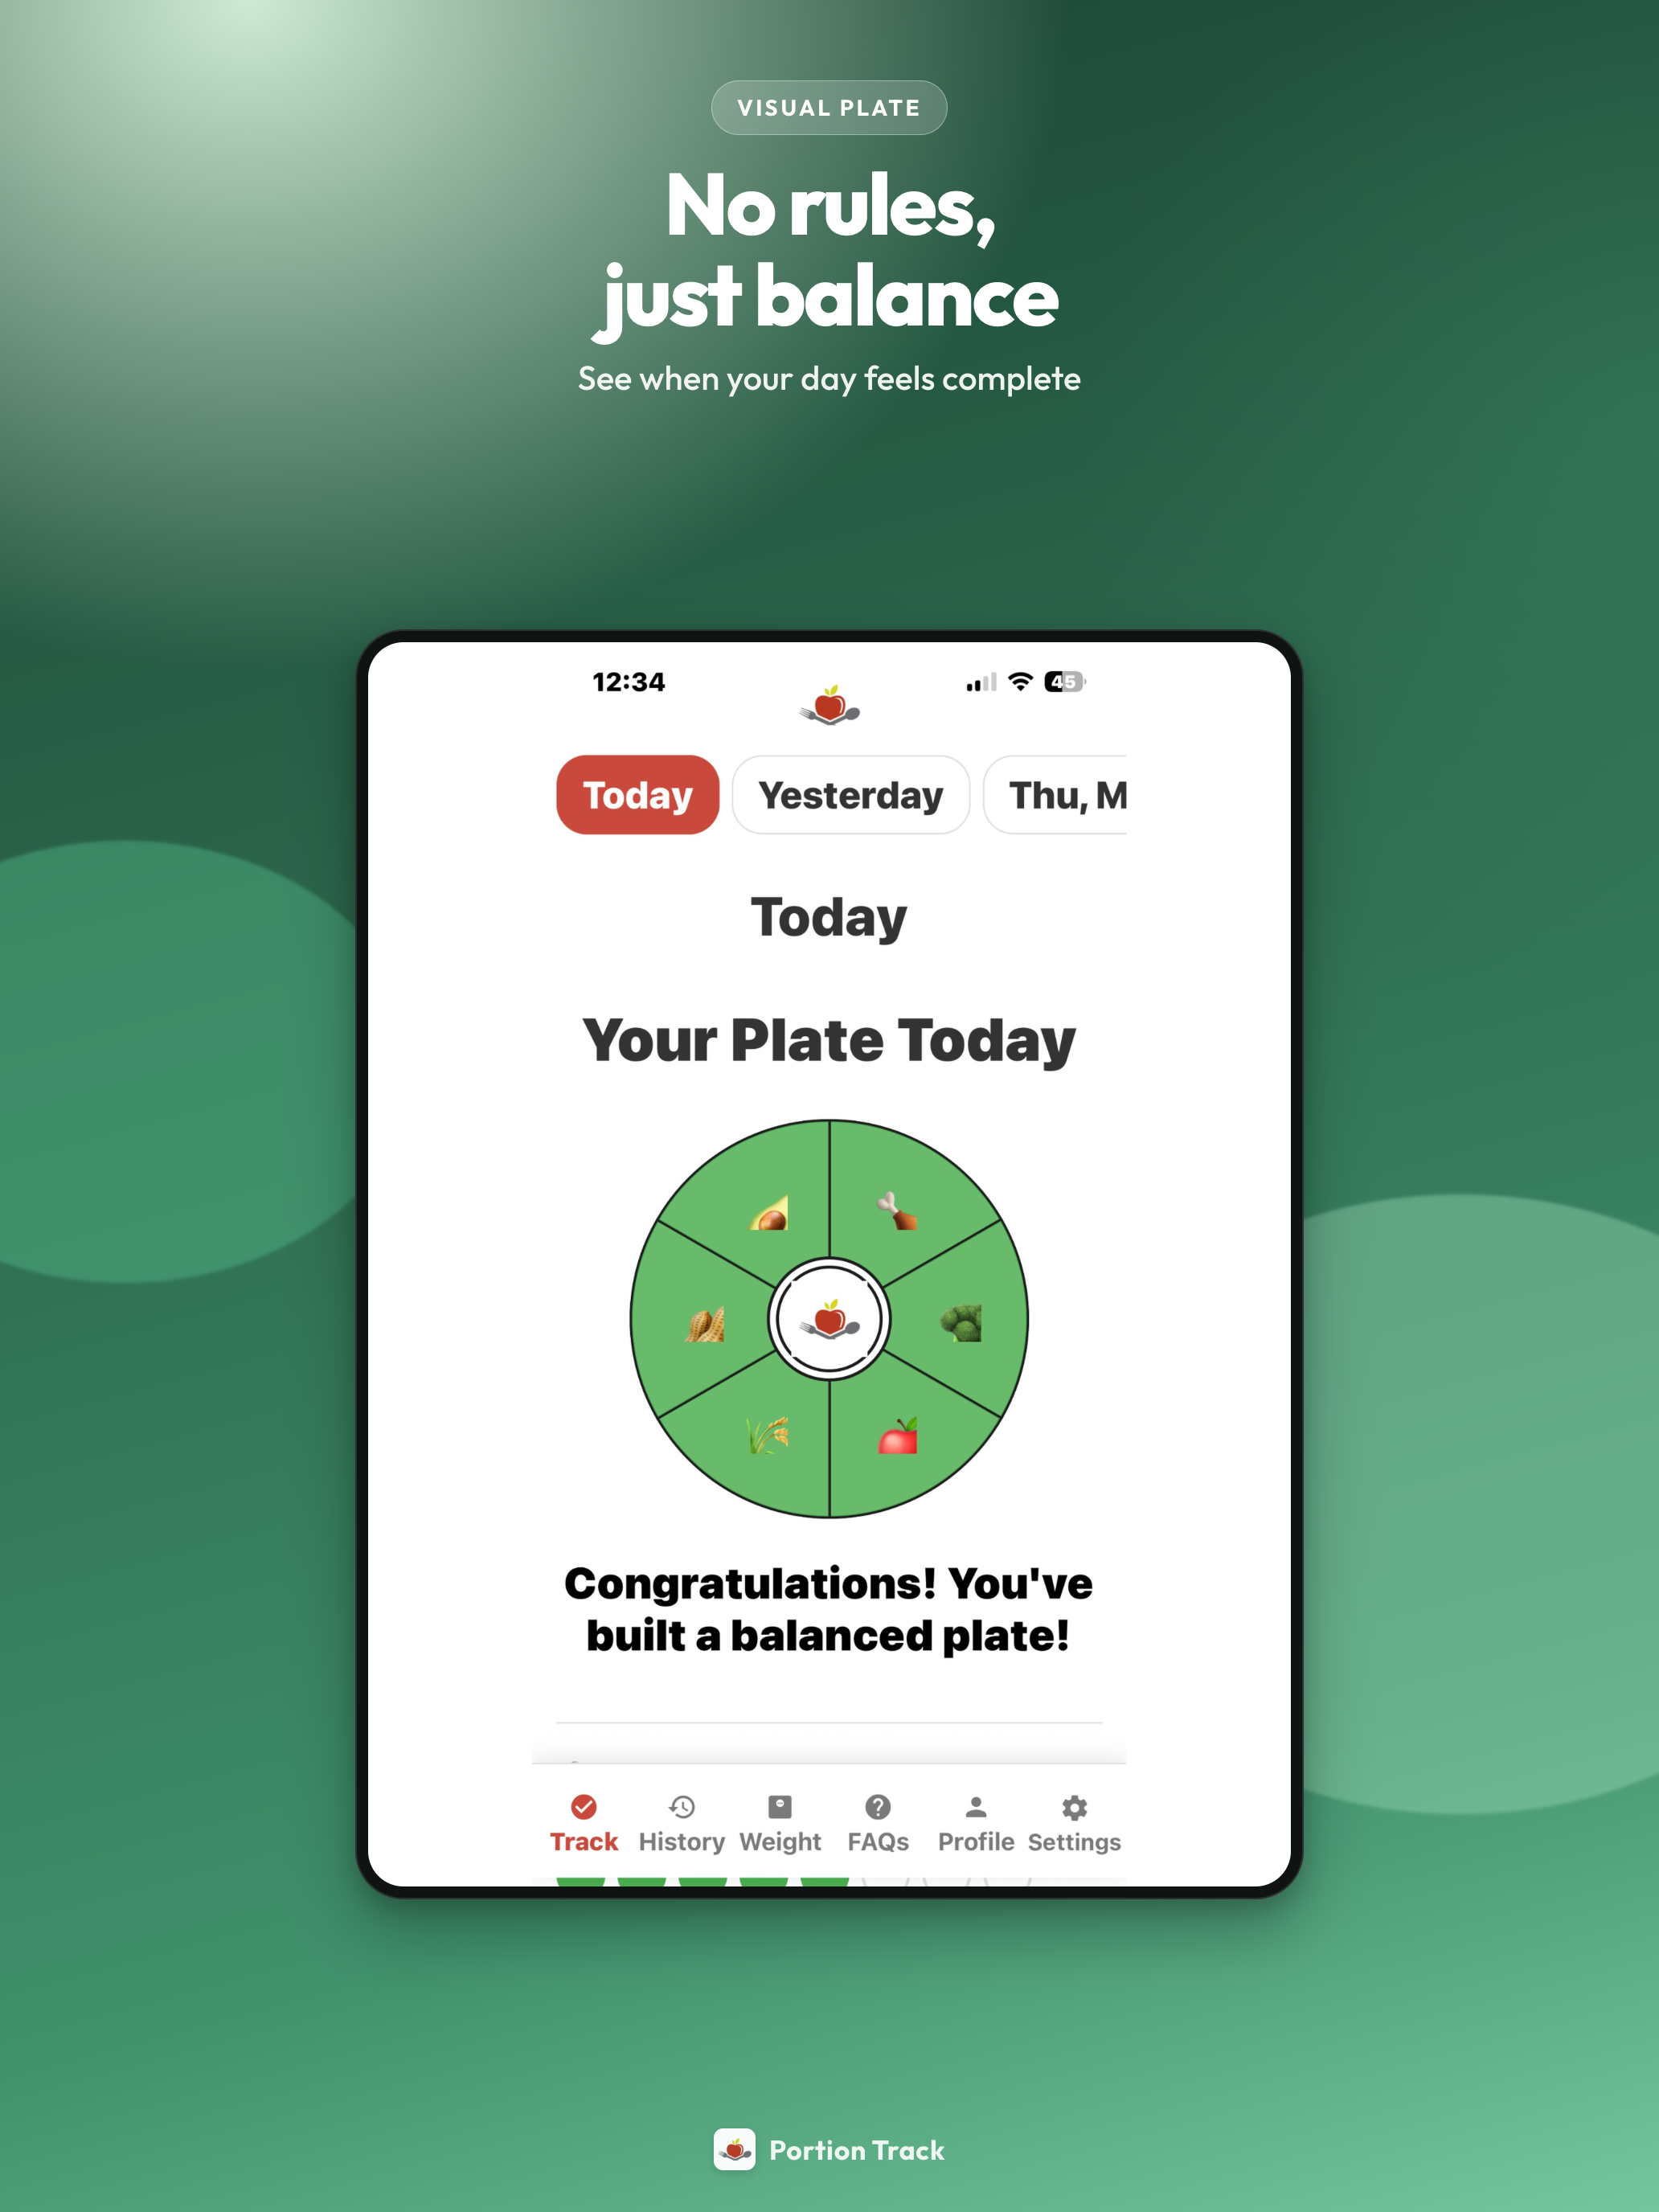 VISUAL PLATE
No rules,
just balance
See when your day feels complete
12:34
45
Today
Yesterday
Thu, M
Today
Your Plate Today
Congratulations! You've
built a balanced plate!
Track
History
Weight
FAQs
Profile
Settings
Portion Track